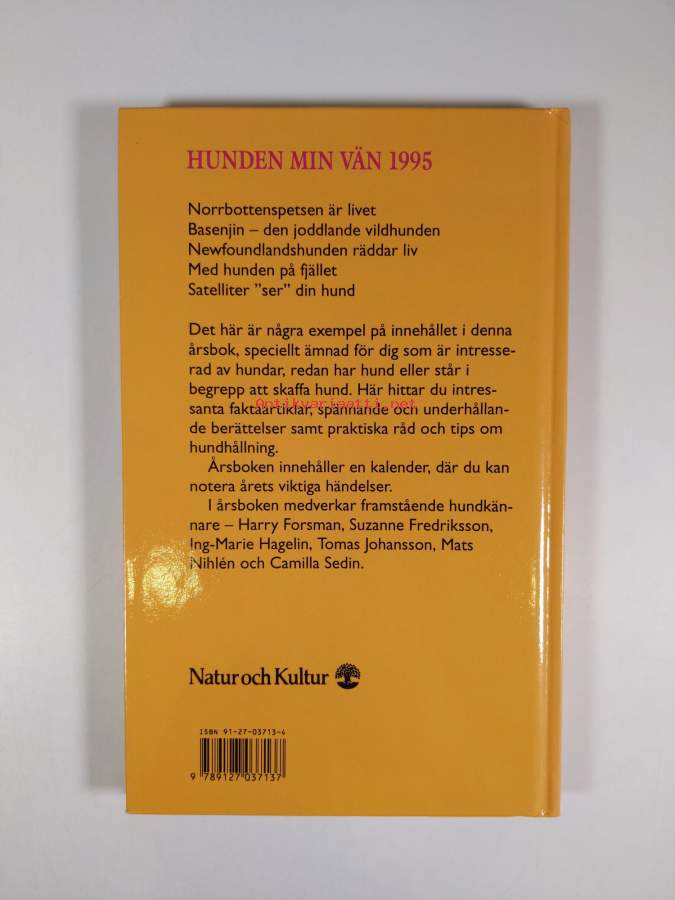 HUNDEN MIN VÄN 1995
Norrbottenspetsen är livet
Basenjin – den joddlande vildhunden
Newfoundlandshunden räddar liv
Med hunden på fjället
Satelliter ”ser” din hund
Det här är några exempel på innehållet i denna
årsbok, speciellt ämnad för dig som är intresse-
rad av hundar, redan har hund eller står i
begrepp att skaffa hund. Här hittar du intres-
santa faktaartiklar, spännande och underhållan-
Antikvariaatti.net
de berättelser samt praktiska råd och tips om
hundhållning.
Årsboken innehåller en kalender, där du kan
notera årets viktiga händelser.
I årsboken medverkar framstående hundkän-
nare – Harry Forsman, Suzanne Fredriksson,
Ing-Marie Hagelin, Tomas Johansson, Mats
Nihlén och Camilla Sedin.
Natur och Kultur
ISBN 91-27-03713-4
9 789127 037137